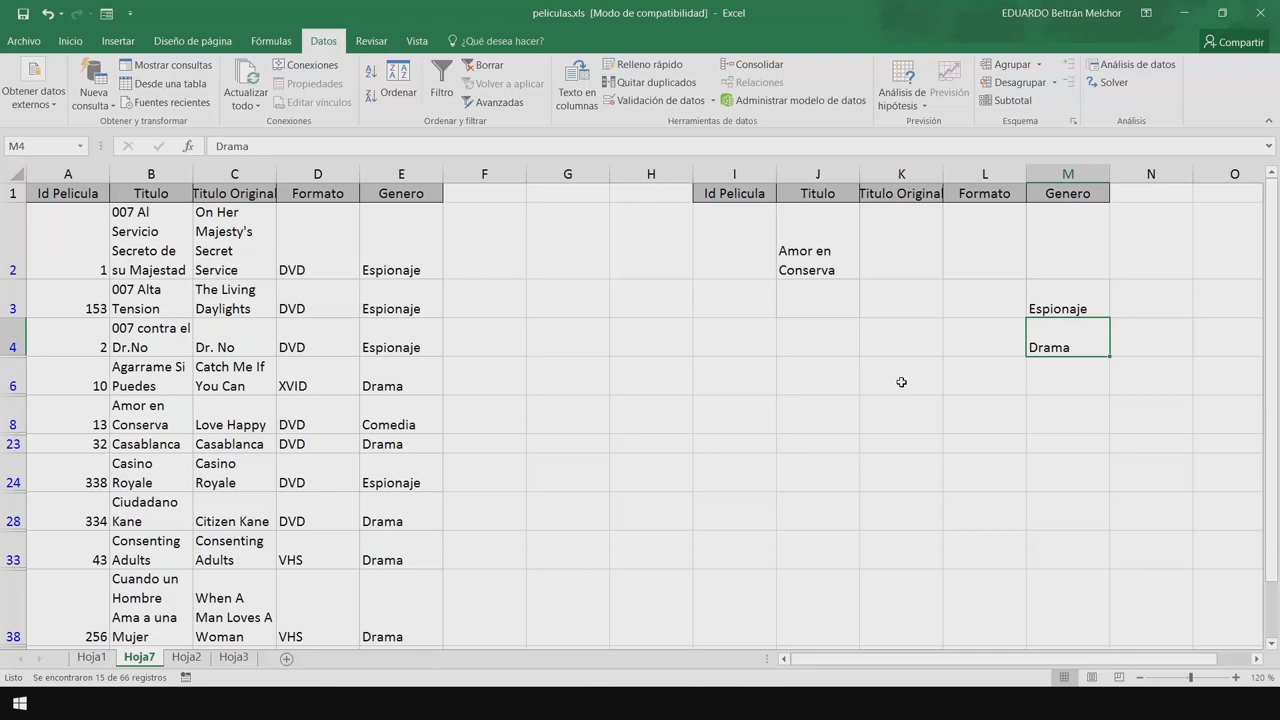 peliculas.xls [Modo de compatibilidad] - Excel
EDUARDO Beltrán Melchor
Archivo Inicio Insertar Diseño de página Fórmulas Datos Revisar Vista ¿Qué desea hacer? Compartir
Obtener datos externos
Nueva consulta
Mostrar consultas
Desde una tabla
Fuentes recientes
Obtener y transformar
Actualizar todo
Conexiones
Propiedades
Editar vínculos
Conexiones
Ordenar
Filtro
Borrar
Volver a aplicar
Avanzadas
Ordenar y filtrar
Texto en columnas
Relleno rápido
Quitar duplicados
Validación de datos
Consolidar
Relaciones
Administrar modelo de datos
Herramientas de datos
Análisis de hipótesis
Previsión
Previsión
Agrupar
Desagrupar
Subtotal
Esquema
Análisis de datos
Solver
Análisis
M4 fx Drama
A B C D E F G H I J K L M N O
1 Id Pelicula Titulo Titulo Original Formato Genero Id Pelicula Titulo Titulo Original Formato Genero
007 Al On Her
Servicio Majesty's
Secreto de Secret Amor en
2 1 su Majestad Service DVD Espionaje Conserva
007 Alta The Living
3 153 Tension Daylights DVD Espionaje Espionaje
007 contra el
4 2 Dr.No Dr. No DVD Espionaje Drama
Agarrame Si Catch Me If
6 10 Puedes You Can XVID Drama
Amor en
8 13 Conserva Love Happy DVD Comedia
23 32 Casablanca Casablanca DVD Drama
Casino Casino
24 338 Royale Royale DVD Espionaje
Ciudadano
28 334 Kane Citizen Kane DVD Drama
Consenting Consenting
33 43 Adults Adults VHS Drama
Cuando un
Hombre When A
Ama a una Man Loves A
38 256 Mujer Woman VHS Drama
Hoja1 Hoja7 Hoja2 Hoja3
Listo Se encontraron 15 de 66 registros 120 %